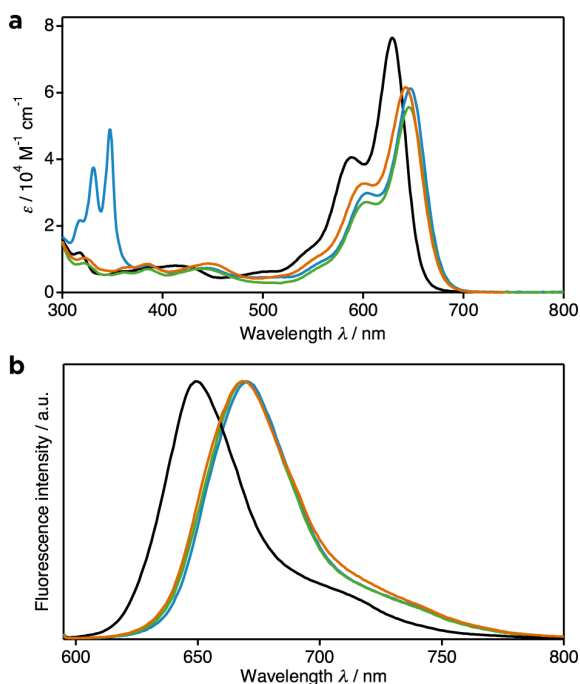 a
8
6
4
2
0
ε / 10⁴ M⁻¹ cm⁻¹
300 400 500 600 700 800
Wavelength λ / nm
b
Fluorescence intensity / a.u.
600 650 700 750 800
Wavelength λ / nm